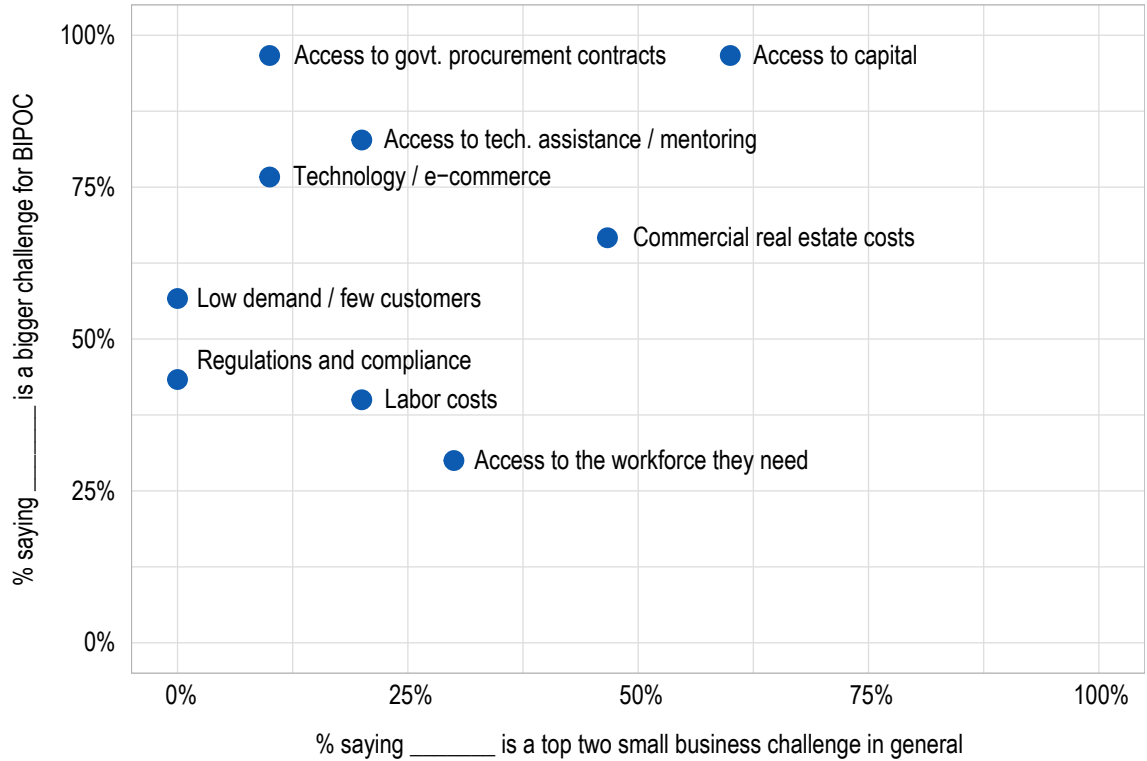 % saying _______ is a bigger challenge for BIPOC
100%
Access to govt. procurement contracts
Access to capital
Access to tech. assistance / mentoring
75%
Technology / e−commerce
Commercial real estate costs
Low demand / few customers
50%
Regulations and compliance
Labor costs
Access to the workforce they need
25%
0%
0% 25% 50% 75% 100%
% saying _______ is a top two small business challenge in general